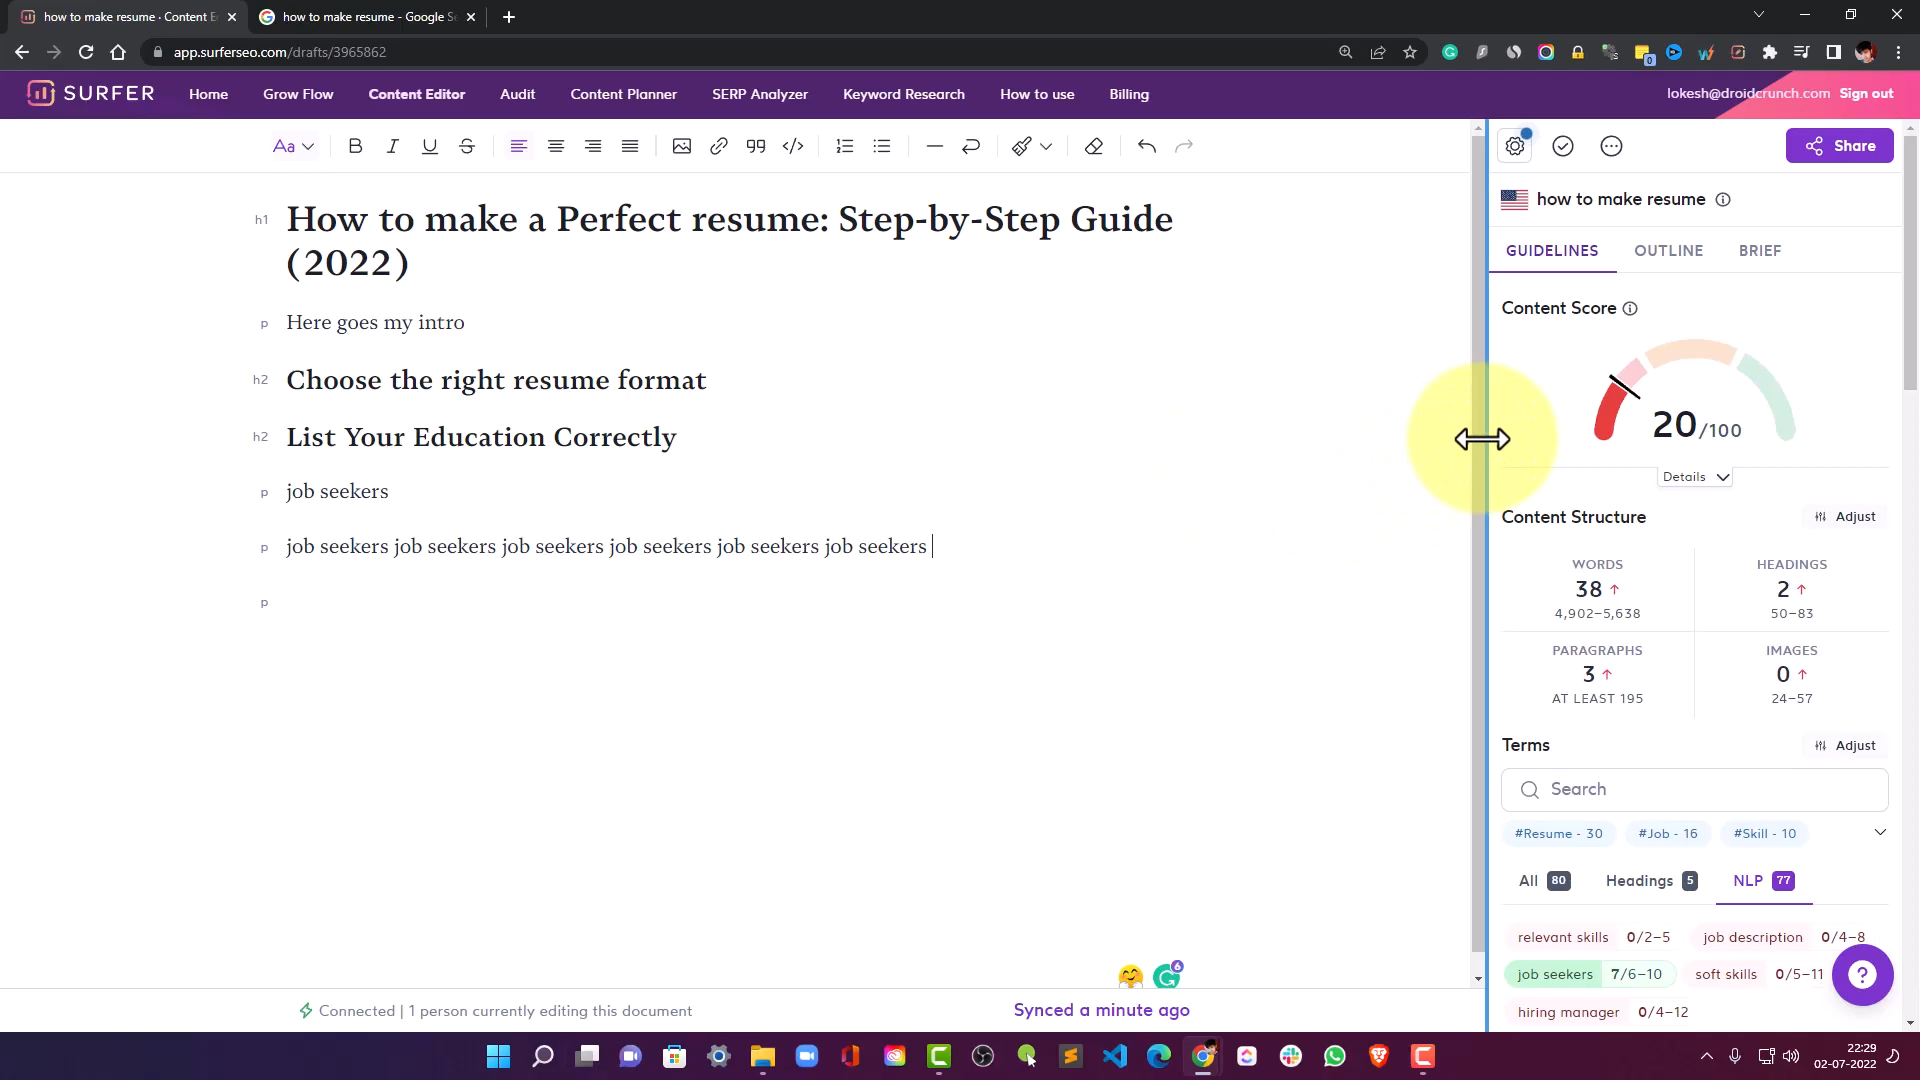 how to make resume · Content E
how to make resume - Google Se
app.surferseo.com/drafts/3965862
0
SURFER
Home
Grow Flow
Content Editor
Audit
Content Planner
SERP Analyzer
Keyword Research
How to use
Billing
lokesh@droidcrunch.com
Sign out
Aa
Share
h1 How to make a Perfect resume: Step-by-Step Guide
(2022)
p Here goes my intro
h2 Choose the right resume format
h2 List Your Education Correctly
p job seekers
p job seekers job seekers job seekers job seekers job seekers job seekers
p
6
Connected | 1 person currently editing this document
Synced a minute ago
how to make resume
GUIDELINES OUTLINE BRIEF
Content Score
20/100
Details
Content Structure Adjust
WORDS
38
4,902–5,638
HEADINGS
2
50–83
PARAGRAPHS
3
AT LEAST 195
IMAGES
0
24–57
Terms Adjust
Search
#Resume - 30 #Job - 16 #Skill - 10
All 80 Headings 5 NLP 77
relevant skills 0/2–5 job description 0/4–8
job seekers 7/6–10 soft skills 0/5–11
hiring manager 0/4–12
?
22:29
02-07-2022